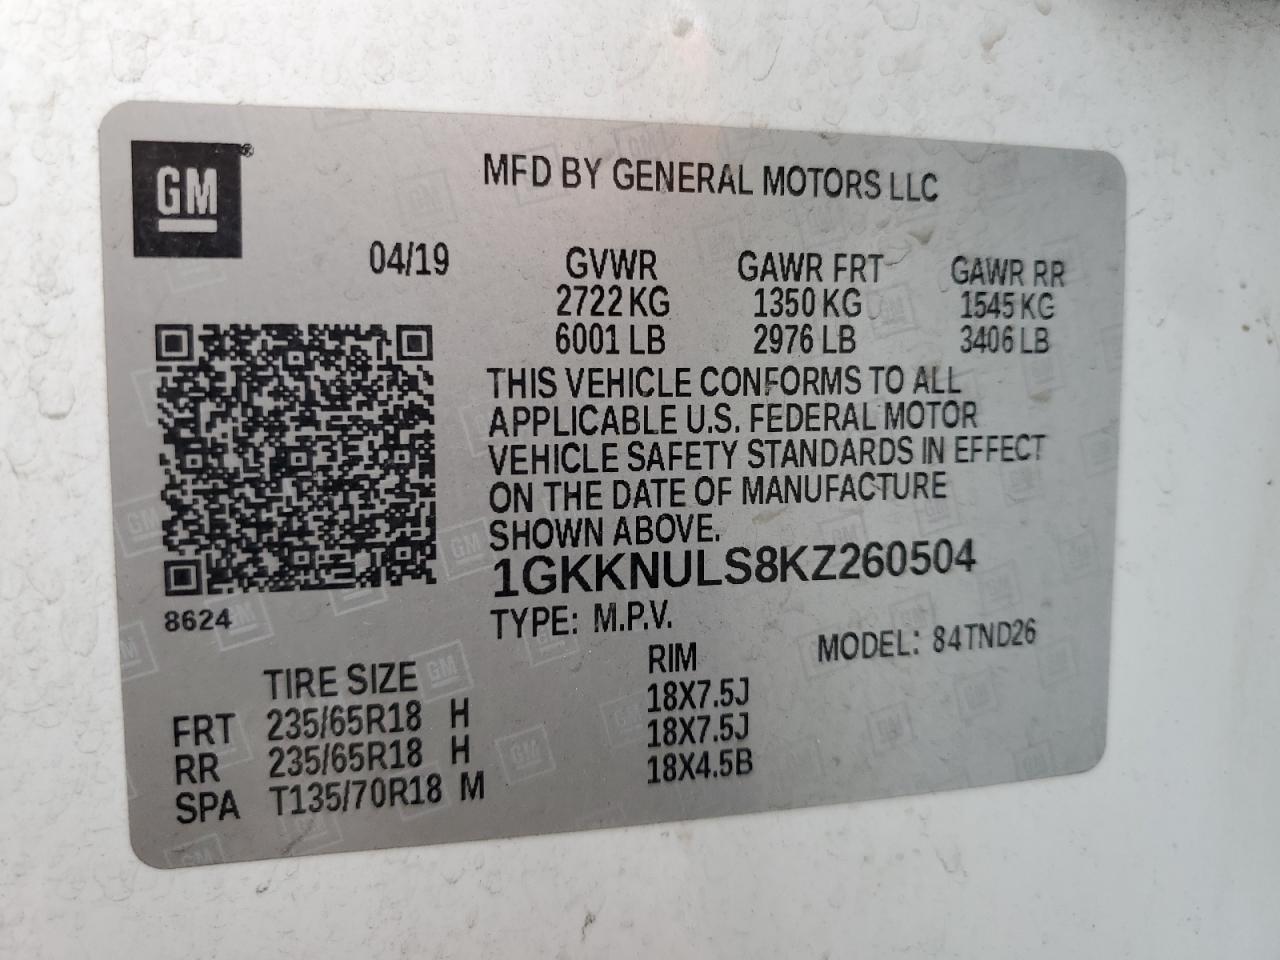 GM®
MFD BY GENERAL MOTORS LLC
04/19 GVWR GAWR FRT GAWR RR
2722 KG 1350 KG 1545 KG
6001 LB 2976 LB 3406 LB
THIS VEHICLE CONFORMS TO ALL
APPLICABLE U.S. FEDERAL MOTOR
VEHICLE SAFETY STANDARDS IN EFFECT
ON THE DATE OF MANUFACTURE
SHOWN ABOVE.
1GKKNULS8KZ260504
8624
TYPE: M.P.V. MODEL: 84TND26
TIRE SIZE RIM
FRT 235/65R18 H 18X7.5J
RR 235/65R18 H 18X7.5J
SPA T135/70R18 M 18X4.5B